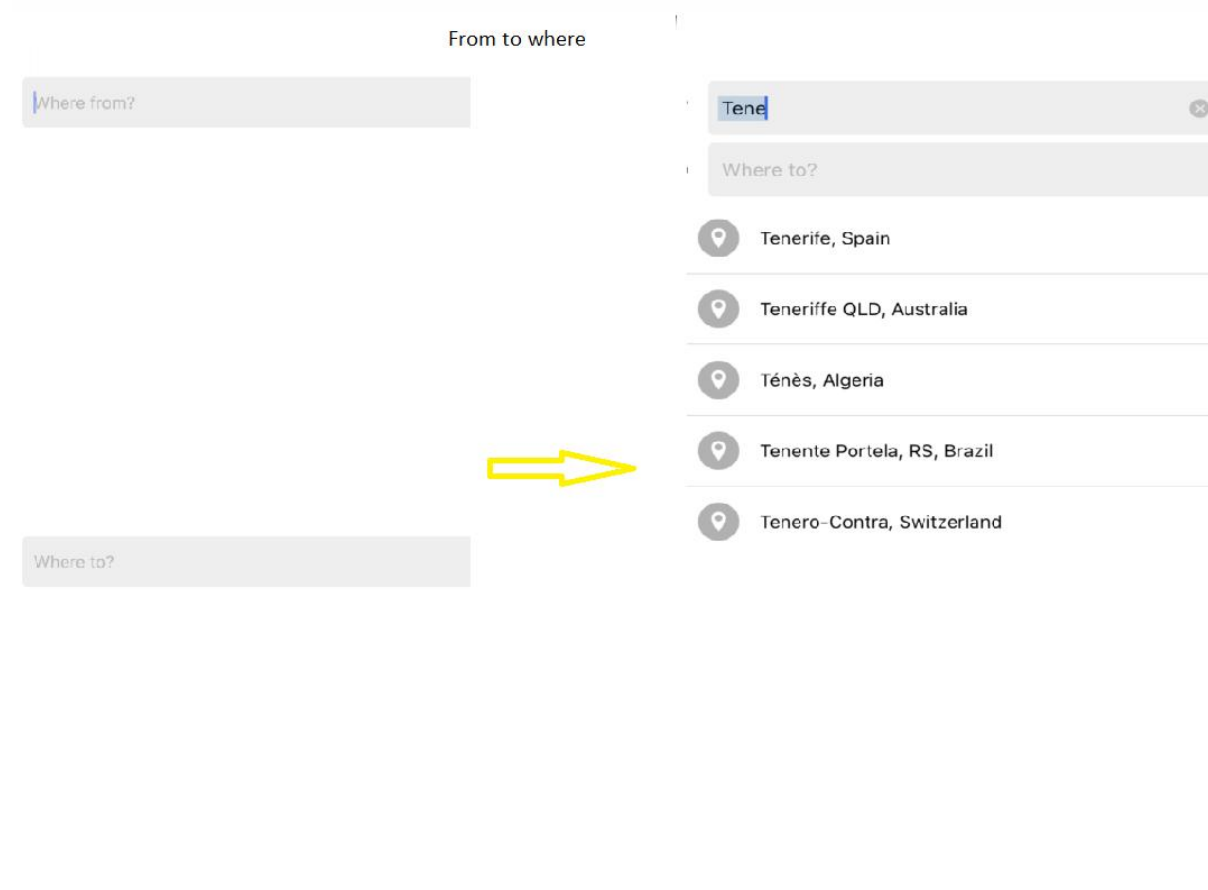 From to where
Where from?
Where to?
Tene
Where to?
Tenerife, Spain
Teneriffe QLD, Australia
Ténès, Algeria
Tenente Portela, RS, Brazil
Tenero-Contra, Switzerland